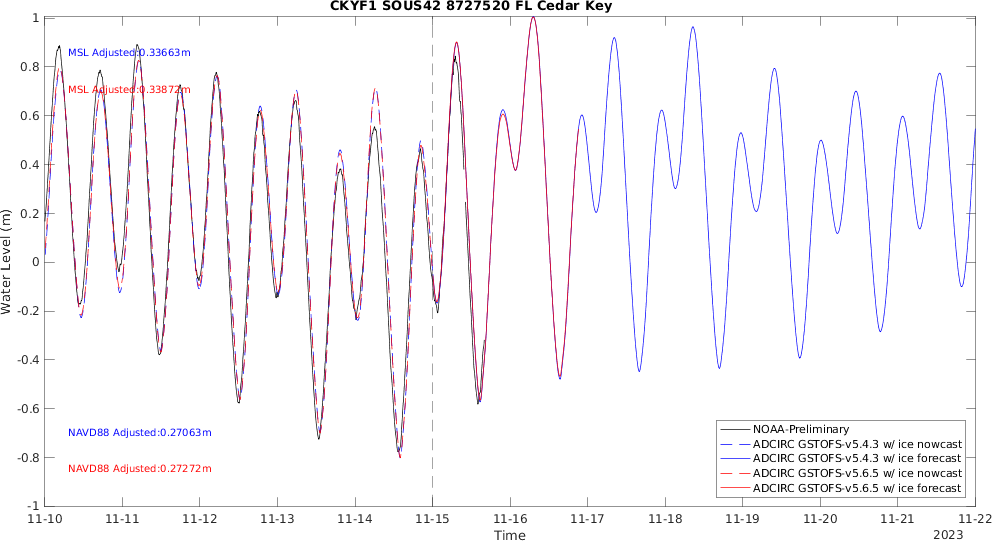 CKYF1 SOUS42 8727520 FL Cedar Key
1
0.8
0.6
0.4
0.2
0
-0.2
-0.4
-0.6
-0.8
-1
Water Level (m)
MSL Adjusted:0.33663m
MSL Adjusted:0.33872m
NAVD88 Adjusted:0.27063m
NAVD88 Adjusted:0.27272m
NOAA-Preliminary
ADCIRC GSTOFS-v5.4.3 w/ ice nowcast
ADCIRC GSTOFS-v5.4.3 w/ ice forecast
ADCIRC GSTOFS-v5.6.5 w/ ice nowcast
ADCIRC GSTOFS-v5.6.5 w/ ice forecast
11-10 11-11 11-12 11-13 11-14 11-15 11-16 11-17 11-18 11-19 11-20 11-21 11-22
Time
2023